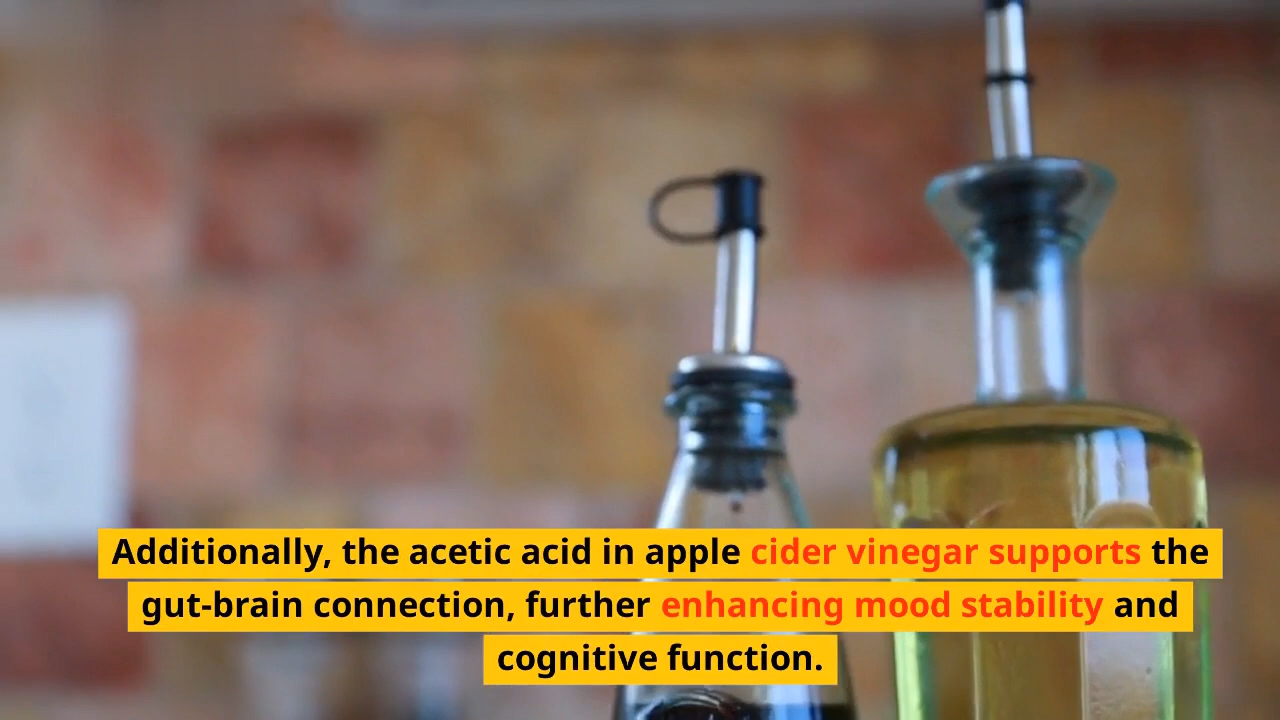 Additionally, the acetic acid in apple cider vinegar supports the
gut-brain connection, further enhancing mood stability and
cognitive function.